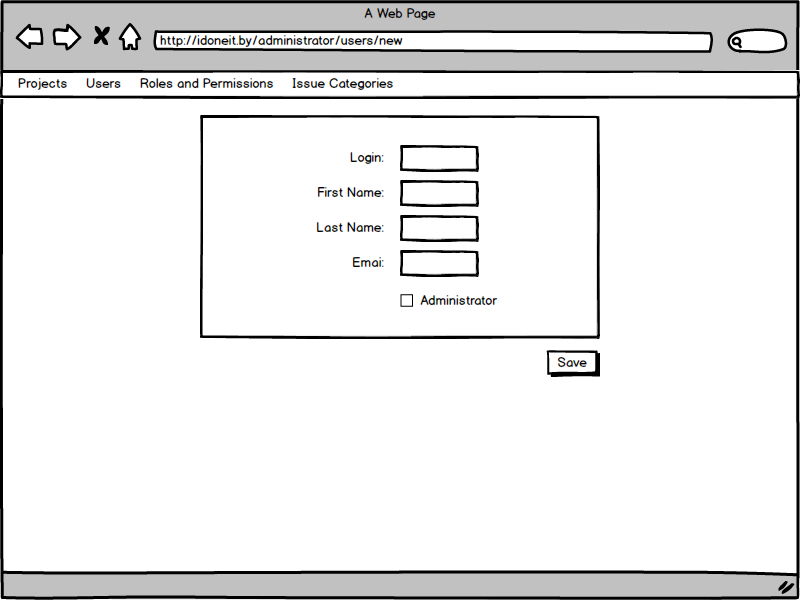 A Web Page
http://idoneit.by/administrator/users/new
Projects Users Roles and Permissions Issue Categories
Login:
First Name:
Last Name:
Emai:
Administrator
Save